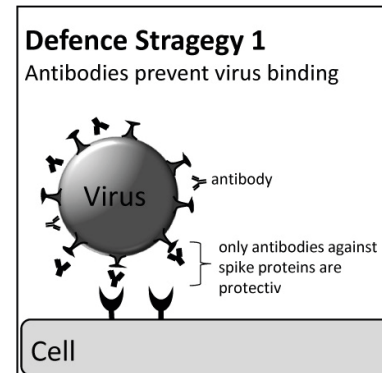 Defence Stragegy 1
Antibodies prevent virus binding
Virus
antibody
only antibodies against
spike proteins are
protectiv
Cell